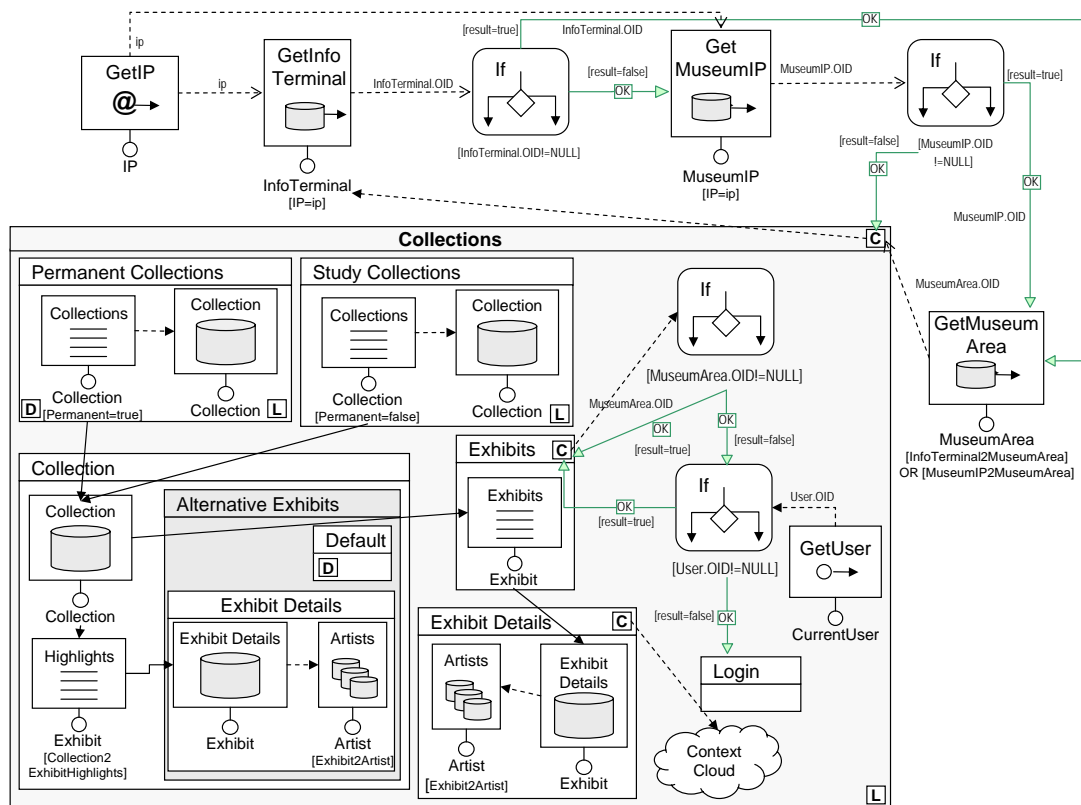 ip
[result=true]
InfoTerminal.OID
OK
GetIP
@
IP
ip
GetInfo
Terminal
InfoTerminal
[IP=ip]
InfoTerminal.OID
If
[InfoTerminal.OID!=NULL]
[result=false]
OK
Get
MuseumIP
MuseumIP
[IP=ip]
MuseumIP.OID
If
[MuseumIP.OID
!=NULL]
[result=true]
OK
[result=false]
OK
MuseumIP.OID
MuseumArea.OID
GetMuseum
Area
OK
MuseumArea
[InfoTerminal2MuseumArea]
OR [MuseumIP2MuseumArea]
Collections
C
Permanent Collections
Collections
Collection
[Permanent=true]
Collection
Collection
D
L
Study Collections
Collections
Collection
[Permanent=false]
Collection
Collection
L
If
[MuseumArea.OID!=NULL]
MuseumArea.OID
OK
[result=true]
OK
[result=false]
Exhibits
C
Exhibits
Exhibit
OK
[result=true]
If
[User.OID!=NULL]
User.OID
GetUser
CurrentUser
[result=false]
OK
Login
Collection
Collection
Collection
Highlights
Exhibit
[Collection2
ExhibitHighlights]
Alternative Exhibits
Default
D
Exhibit Details
Exhibit Details
Exhibit
Artists
Artist
[Exhibit2Artist]
Exhibit Details
C
Artists
Artist
[Exhibit2Artist]
Exhibit
Details
Exhibit
Context
Cloud
L